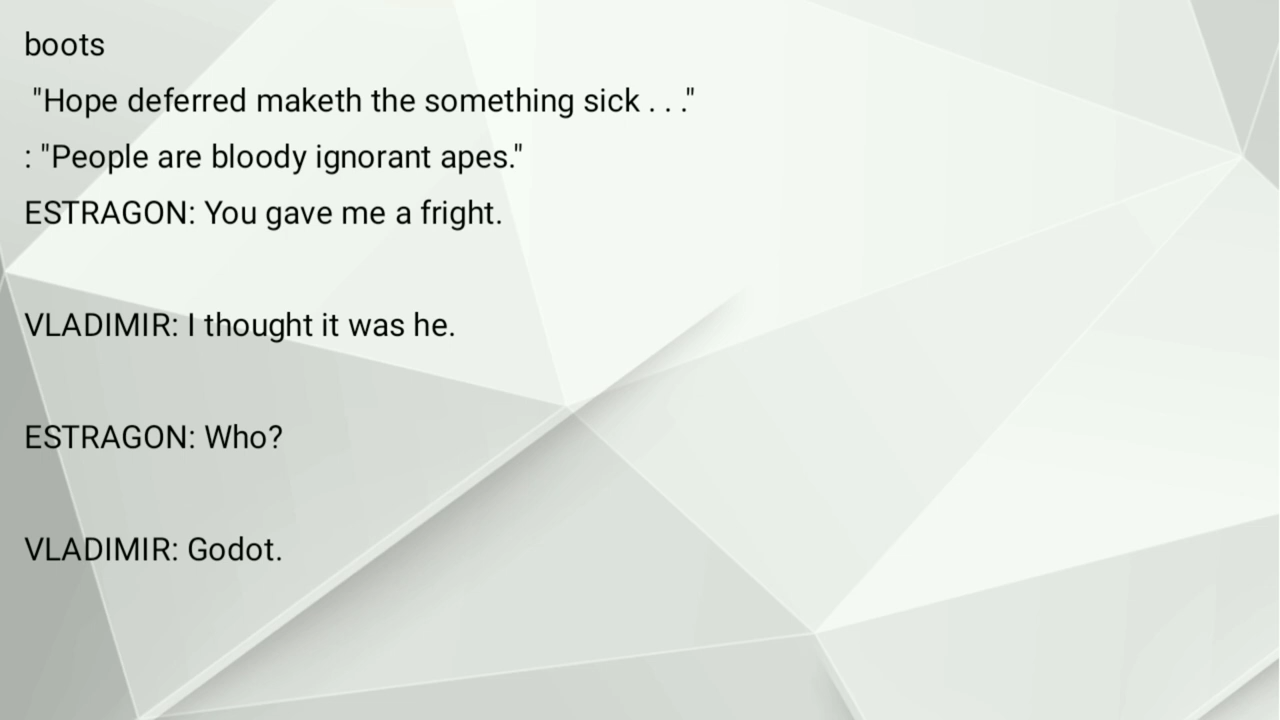 boots
"Hope deferred maketh the something sick . . ."
: "People are bloody ignorant apes."
ESTRAGON: You gave me a fright.
VLADIMIR: I thought it was he.
ESTRAGON: Who?
VLADIMIR: Godot.